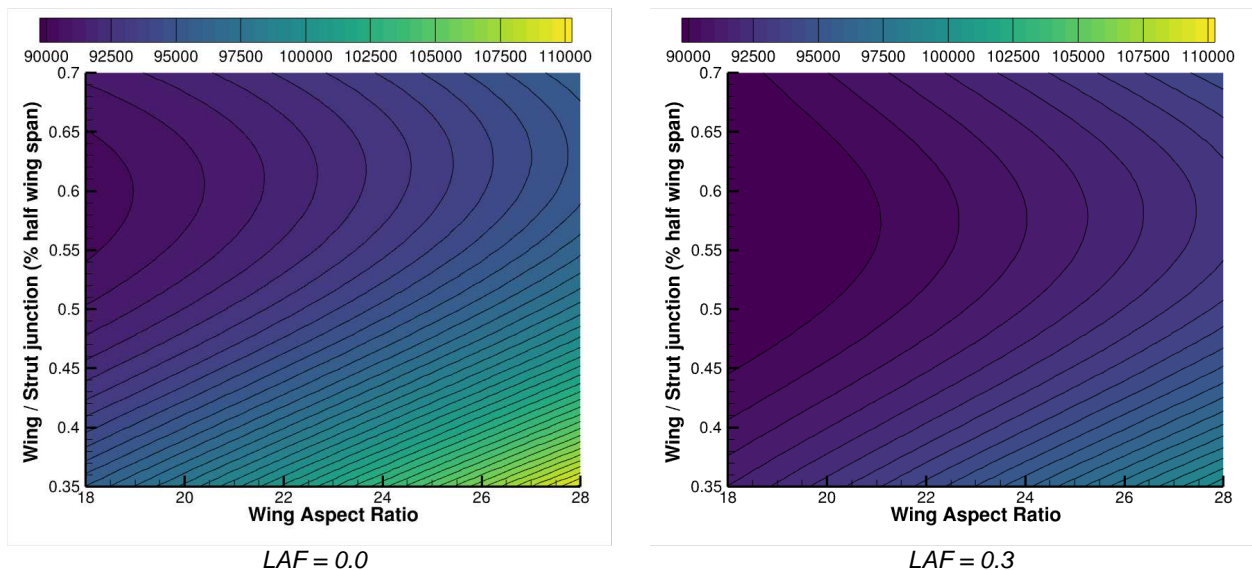 90000 92500 95000 97500 100000 102500 105000 107500 110000
0.7
0.65
0.6
0.55
0.5
0.45
0.4
0.35
Wing / Strut junction (% half wing span)
18 20 22 24 26 28
Wing Aspect Ratio
LAF = 0.0
90000 92500 95000 97500 100000 102500 105000 107500 110000
0.7
0.65
0.6
0.55
0.5
0.45
0.4
0.35
Wing / Strut junction (% half wing span)
18 20 22 24 26 28
Wing Aspect Ratio
LAF = 0.3